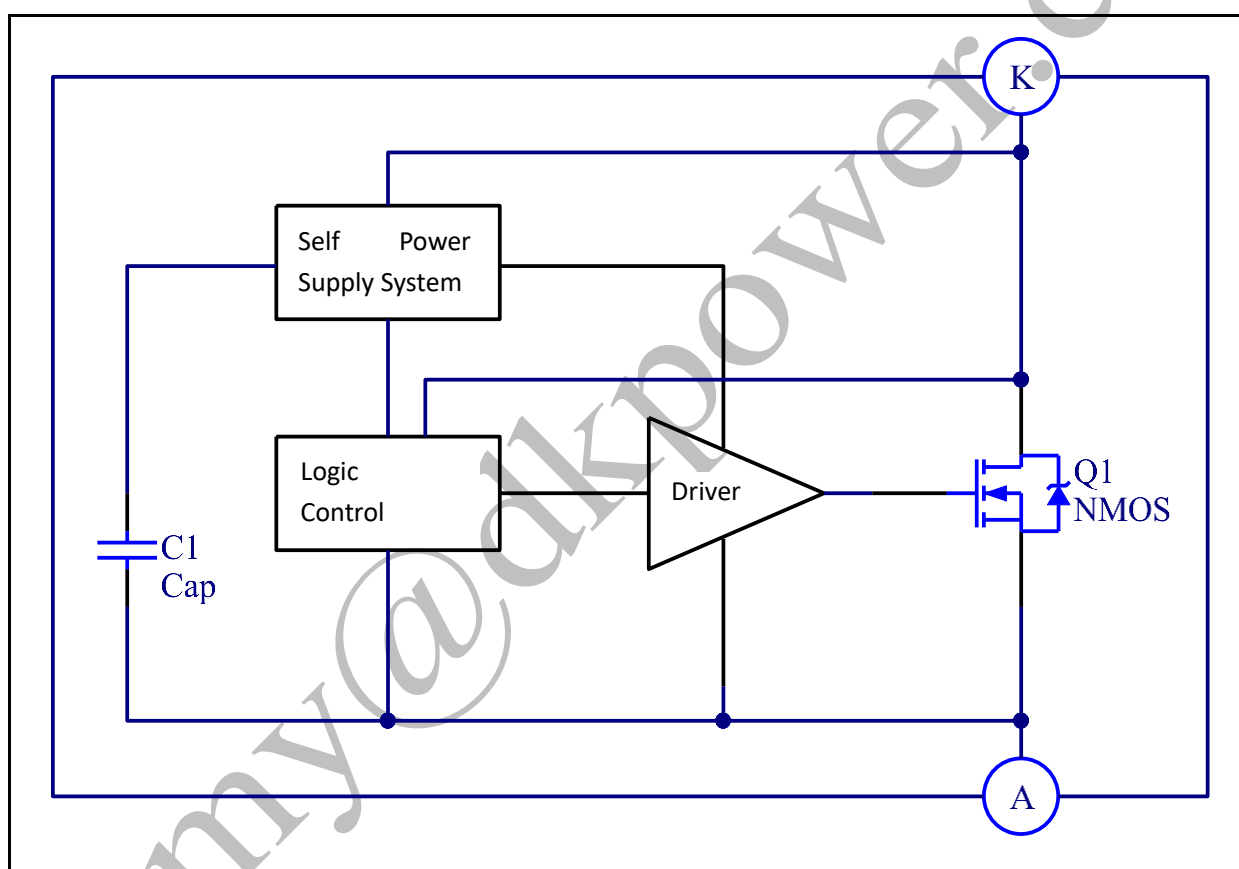 K
Self Power
Supply System
Logic
Control
Driver
Q1
NMOS
C1
Cap
A
my@dkpower.c